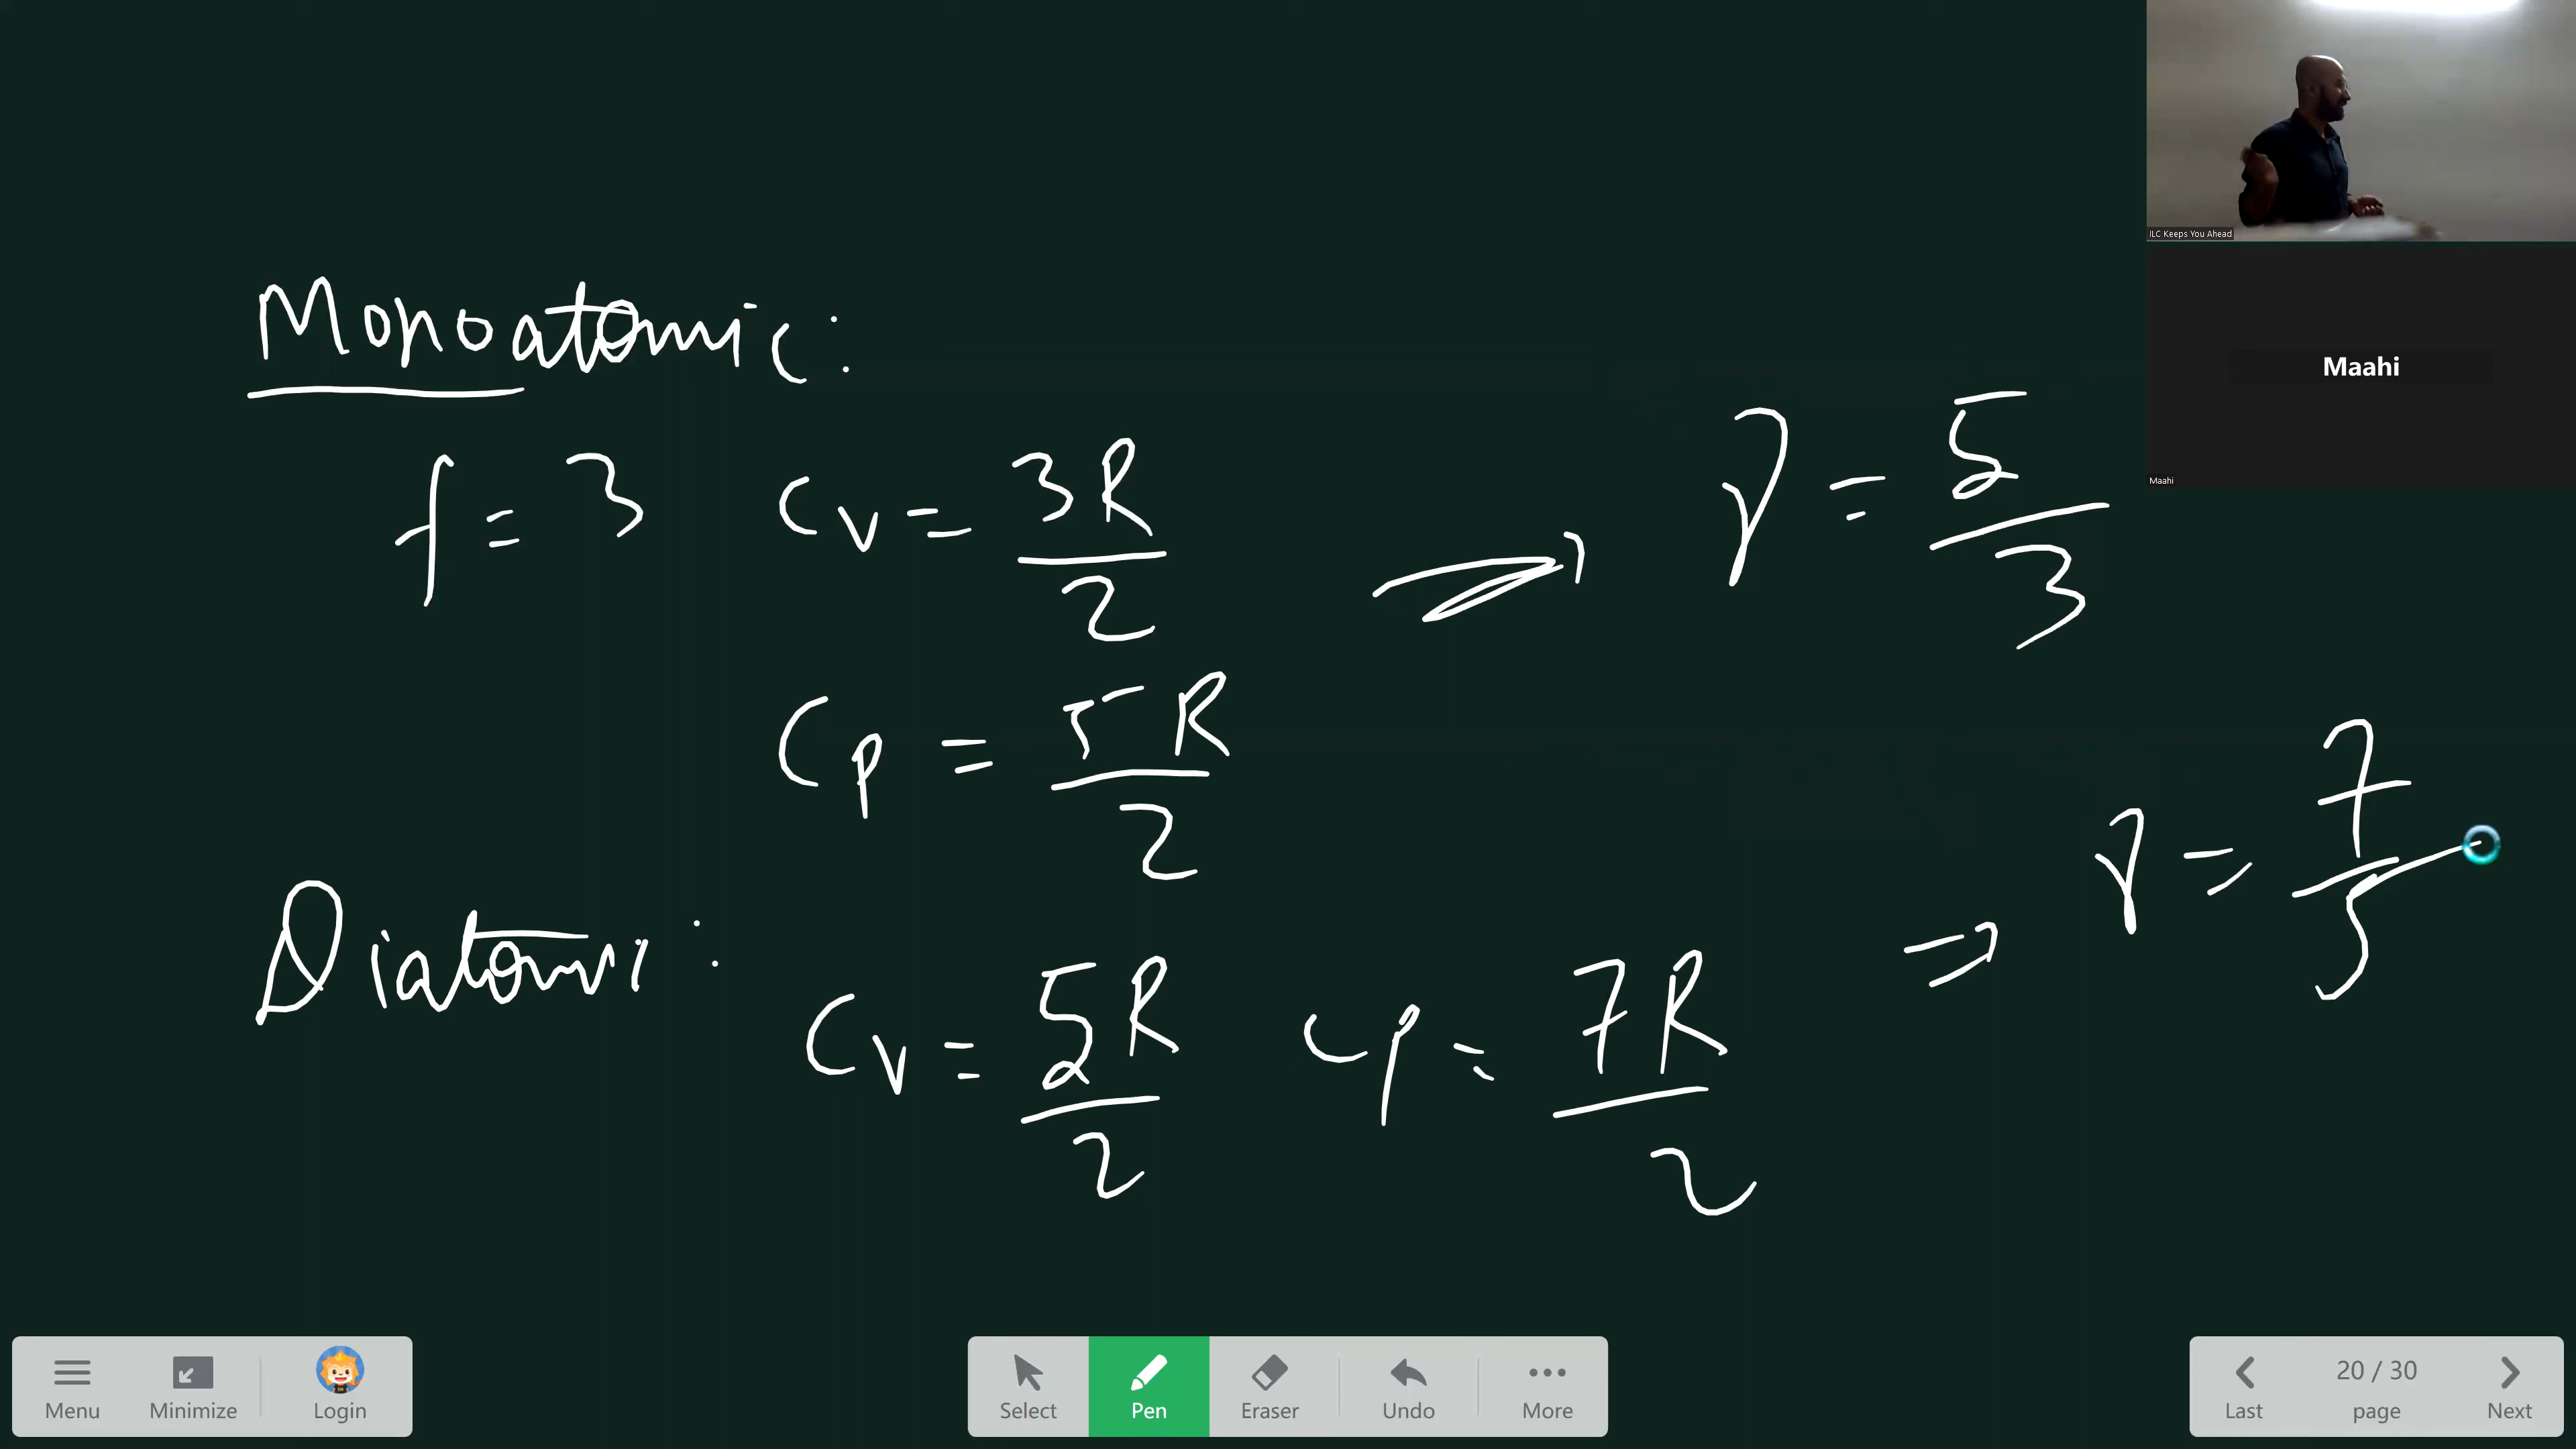 ILC Keeps You Ahead
Maahi
Maahi
Monoatomic:
f = 3 Cv = 3R/2 ⇒ γ = 5/3
Cp = 5R/2
Diatomi:
Cv = 5R/2 Cp = 7R/2 ⇒ γ = 7/5
Menu Minimize Login
Select Pen Eraser Undo More
Last 20 / 30 page Next